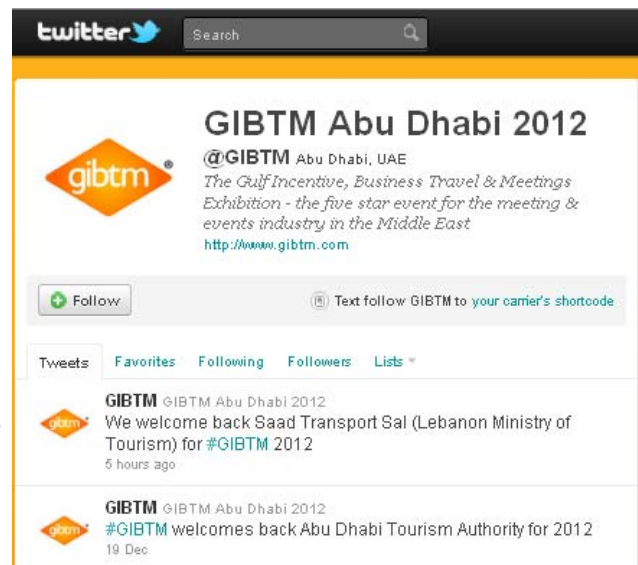 twitter
Search
gibtm®
GIBTM Abu Dhabi 2012
@GIBTM Abu Dhabi, UAE
The Gulf Incentive, Business Travel & Meetings
Exhibition - the five star event for the meeting &
events industry in the Middle East
http://www.gibtm.com
Follow
Text follow GIBTM to your carrier's shortcode
Tweets Favorites Following Followers Lists
gibtm
GIBTM GIBTM Abu Dhabi 2012
We welcome back Saad Transport Sal (Lebanon Ministry of
Tourism) for #GIBTM 2012
5 hours ago
gibtm
GIBTM GIBTM Abu Dhabi 2012
#GIBTM welcomes back Abu Dhabi Tourism Authority for 2012
19 Dec